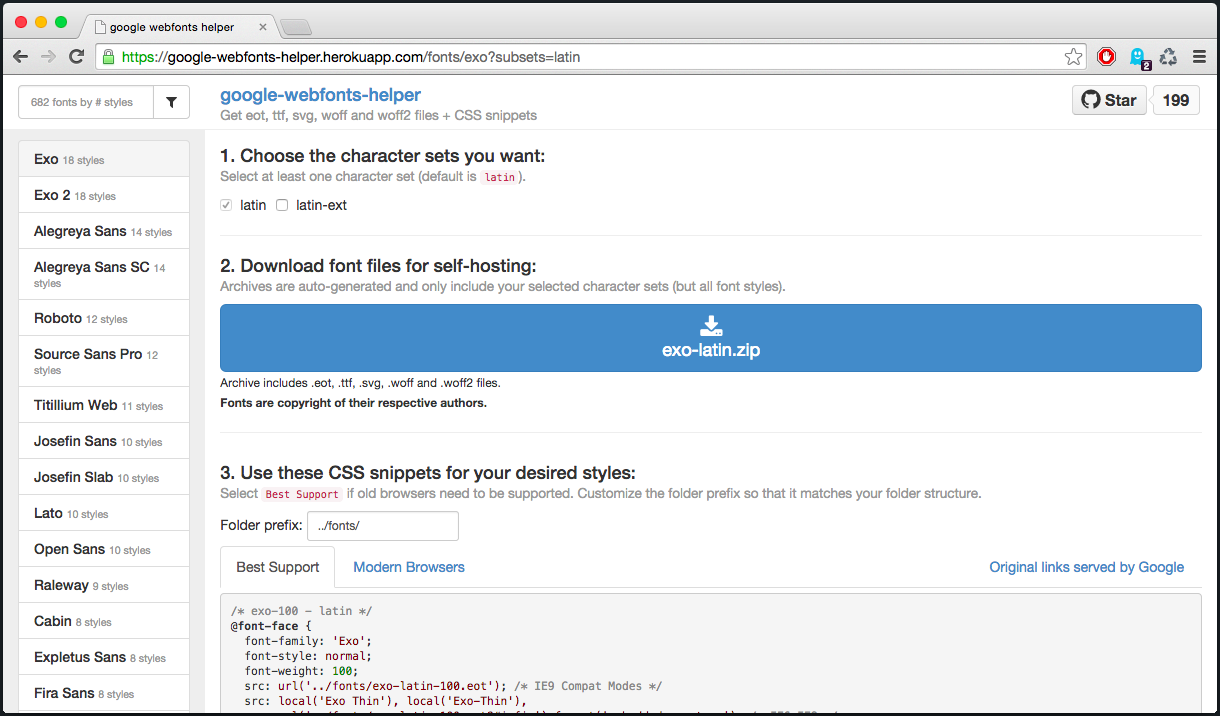 google webfonts helper
https://google-webfonts-helper.herokuapp.com/fonts/exo?subsets=latin
2
682 fonts by # styles
google-webfonts-helper
Get eot, ttf, svg, woff and woff2 files + CSS snippets
Star
199
Exo 18 styles
Exo 2 18 styles
Alegreya Sans 14 styles
Alegreya Sans SC 14
styles
Roboto 12 styles
Source Sans Pro 12
styles
Titillium Web 11 styles
Josefin Sans 10 styles
Josefin Slab 10 styles
Lato 10 styles
Open Sans 10 styles
Raleway 9 styles
Cabin 8 styles
Expletus Sans 8 styles
Fira Sans 8 styles
1. Choose the character sets you want:
Select at least one character set (default is latin).
latin
latin-ext
2. Download font files for self-hosting:
Archives are auto-generated and only include your selected character sets (but all font styles).
exo-latin.zip
Archive includes .eot, .ttf, .svg, .woff and .woff2 files.
Fonts are copyright of their respective authors.
3. Use these CSS snippets for your desired styles:
Select Best Support if old browsers need to be supported. Customize the folder prefix so that it matches your folder structure.
Folder prefix: ../fonts/
Best Support
Modern Browsers
Original links served by Google
/* exo-100 - latin */
@font-face {
font-family: 'Exo';
font-style: normal;
font-weight: 100;
src: url('../fonts/exo-latin-100.eot'); /* IE9 Compat Modes */
src: local('Exo Thin'), local('Exo-Thin'),